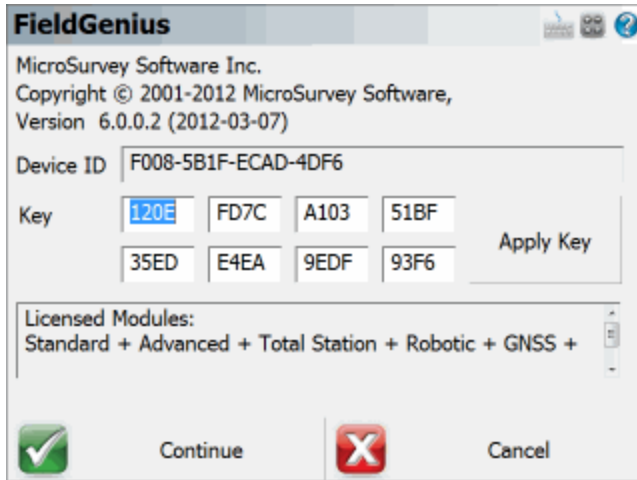 FieldGenius
MicroSurvey Software Inc.
Copyright © 2001-2012 MicroSurvey Software,
Version 6.0.0.2 (2012-03-07)
Device ID F008-5B1F-ECAD-4DF6
Key 120E FD7C A103 51BF
35ED E4EA 9EDF 93F6
Apply Key
Licensed Modules:
Standard + Advanced + Total Station + Robotic + GNSS +
Continue Cancel